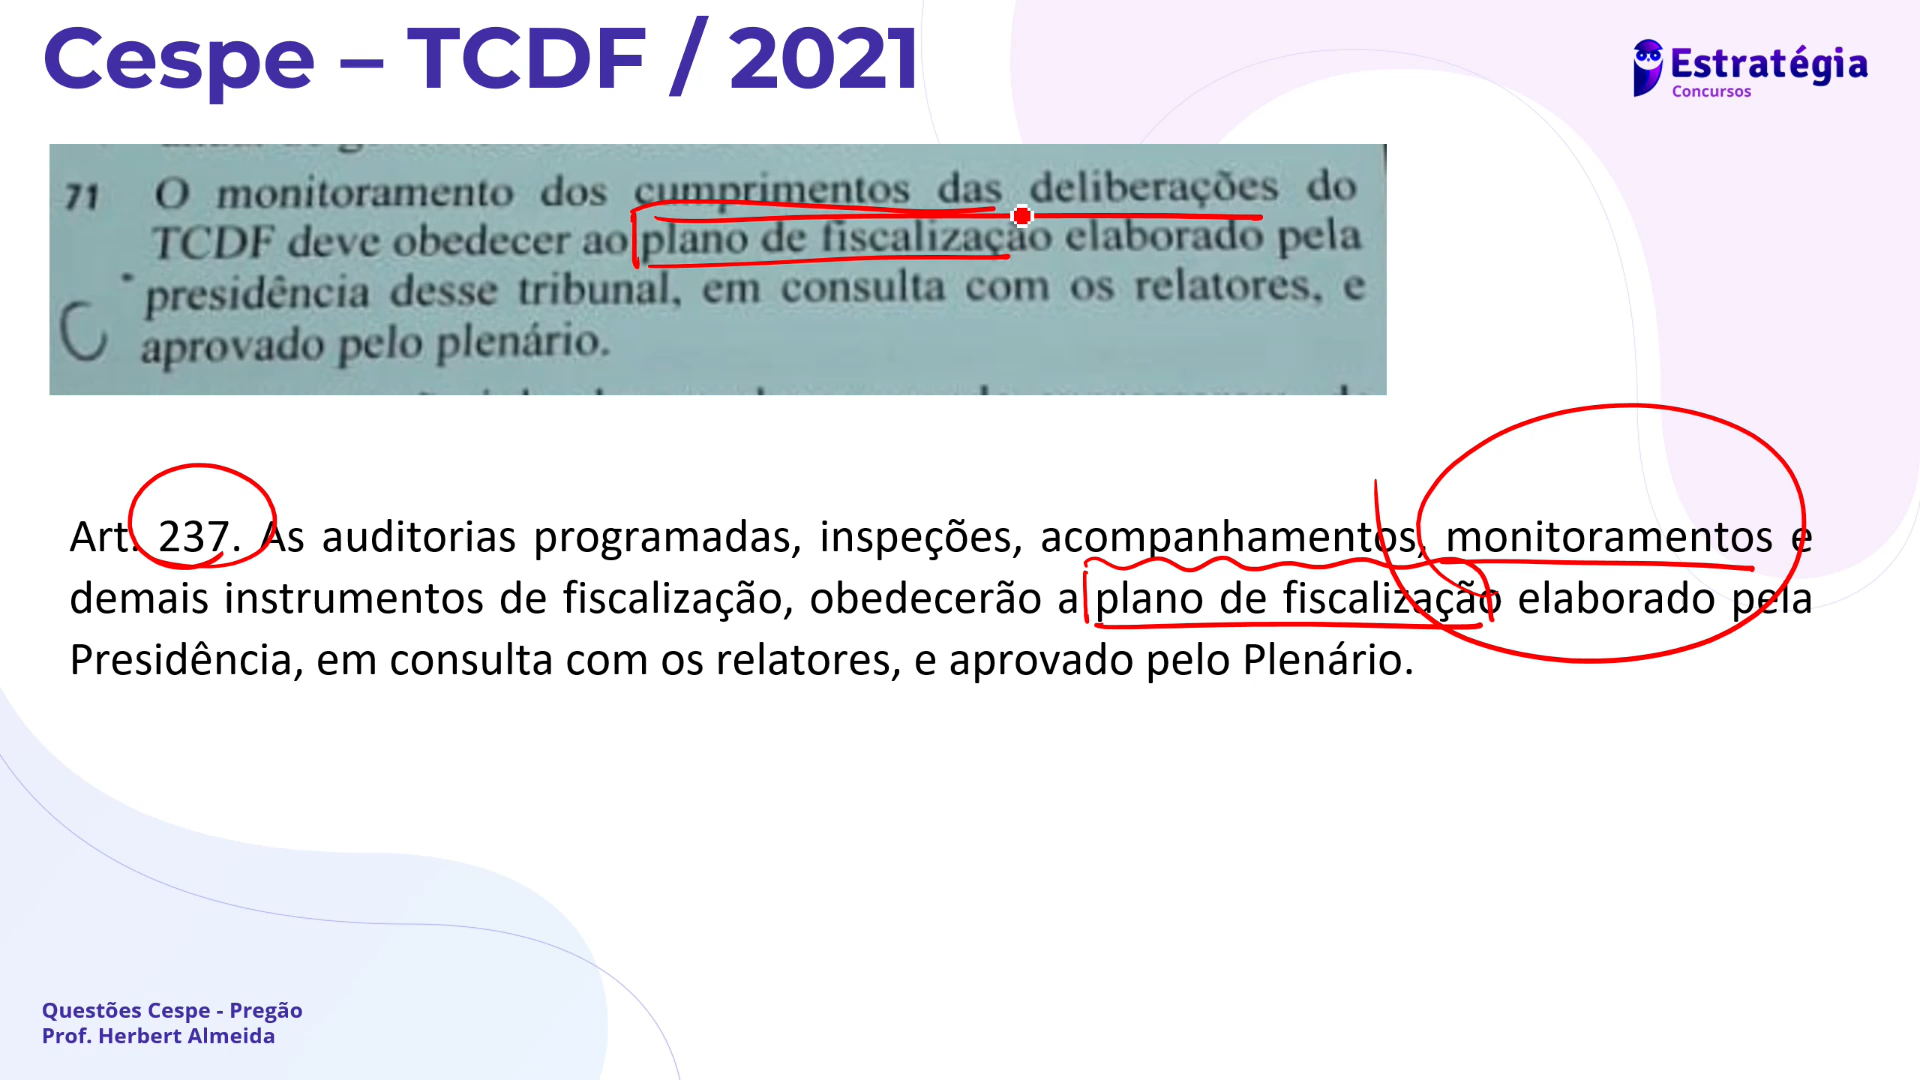 Cespe – TCDF / 2021
Estratégia
Concursos
71 O monitoramento dos cumprimentos das deliberações do
TCDF deve obedecer ao plano de fiscalização elaborado pela
presidência desse tribunal, em consulta com os relatores, e
C aprovado pelo plenário.
Art. 237. As auditorias programadas, inspeções, acompanhamentos, monitoramentos e
demais instrumentos de fiscalização, obedecerão a plano de fiscalização elaborado pela
Presidência, em consulta com os relatores, e aprovado pelo Plenário.
Questões Cespe - Pregão
Prof. Herbert Almeida